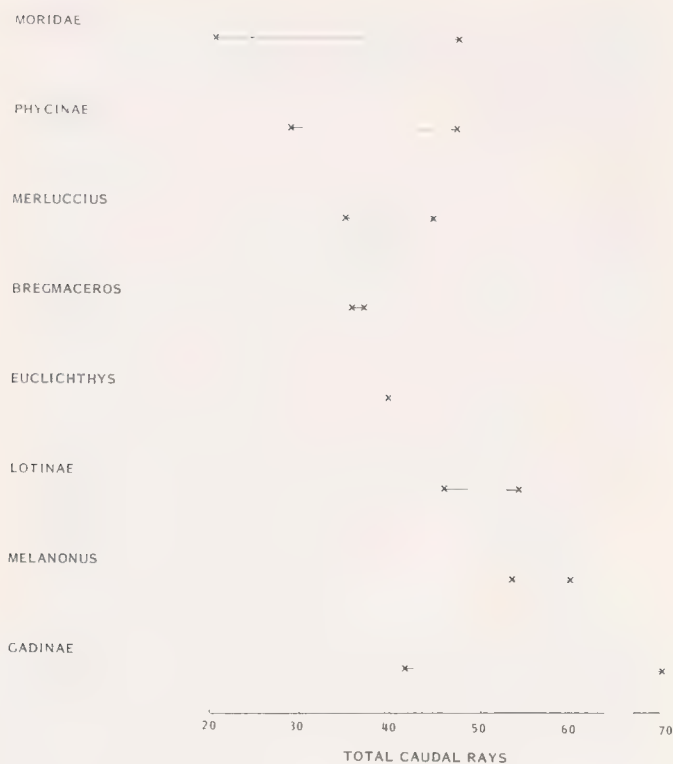 MORIDAE
PHYCINAE
MERLUCCIUS
BREGMACEROS
EUCLICHTHYS
LOTINAE
MELANONUS
GADINAE
20 30 40 50 60 70
TOTAL CAUDAL RAYS